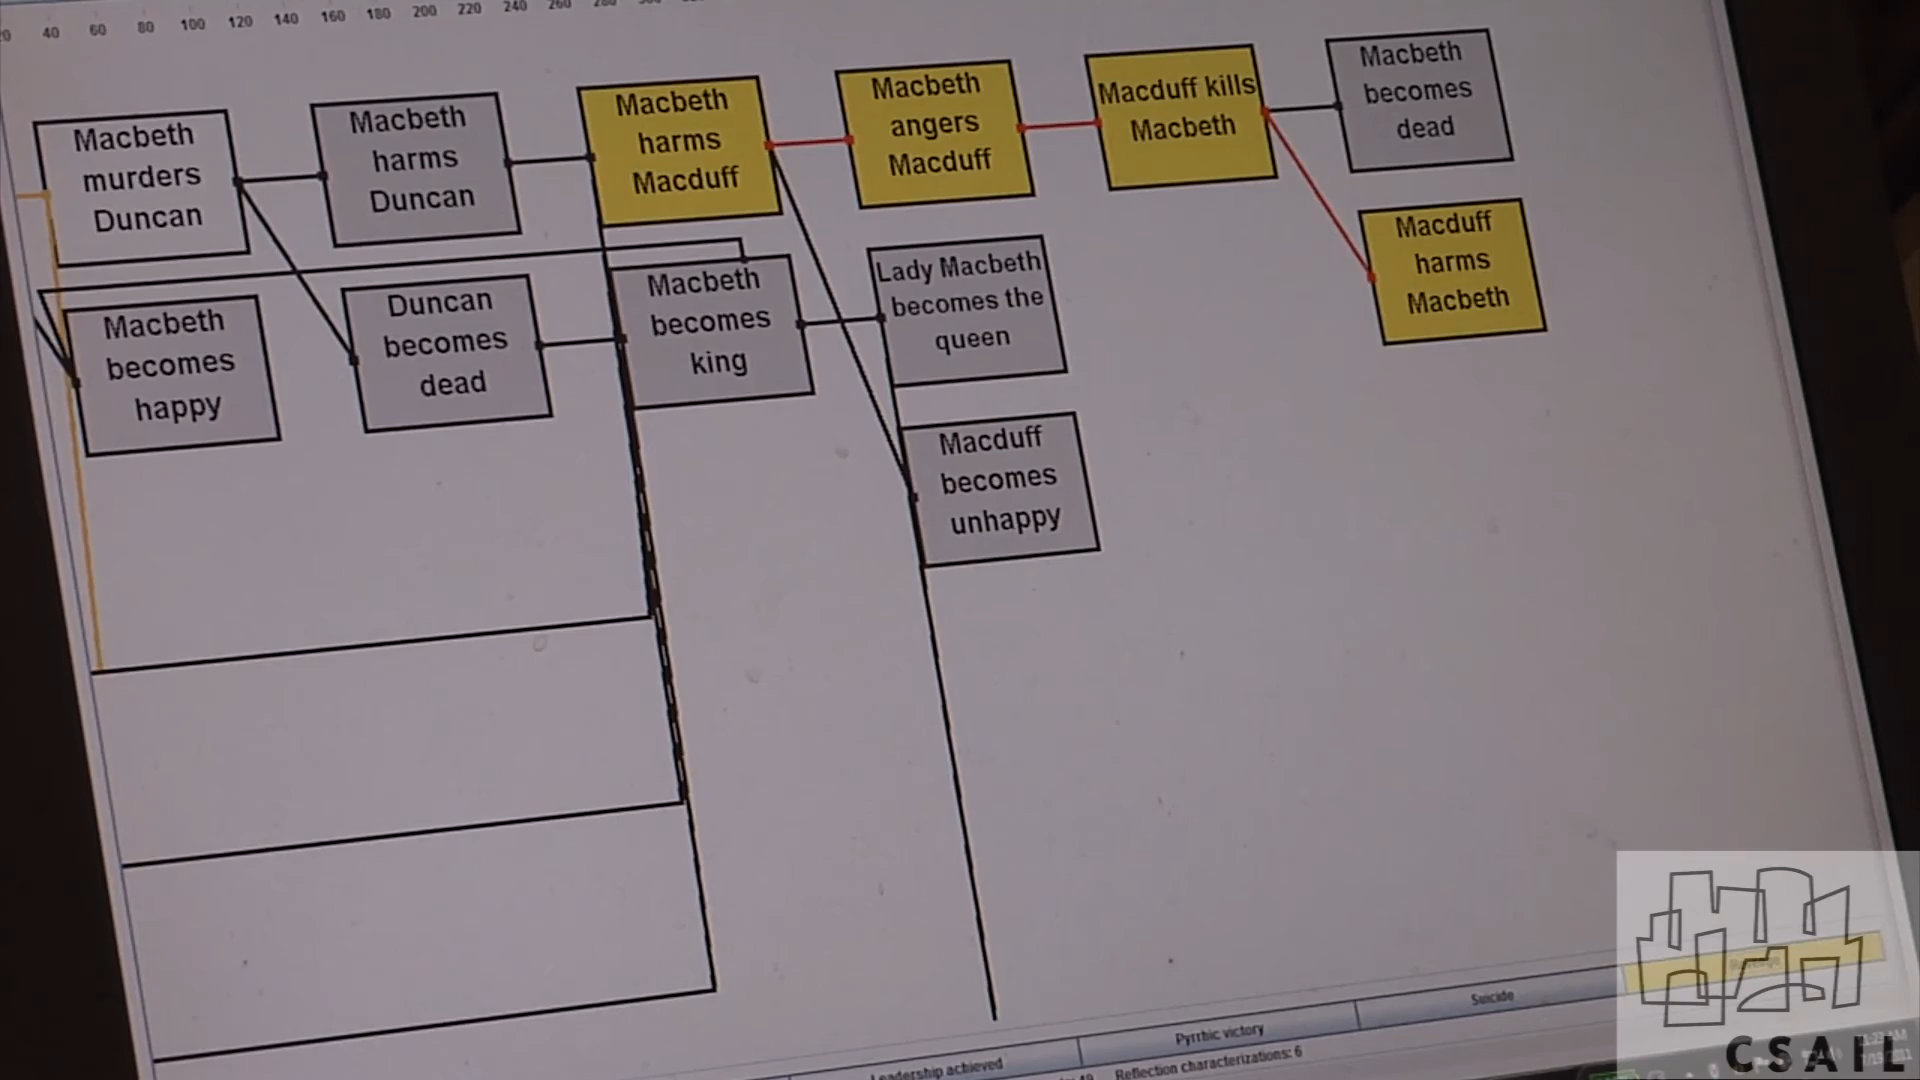 40 60 80 100 120 140 160 180 200 220 240 260
Macbeth
murders
Duncan
Macbeth
harms
Duncan
Macbeth
harms
Macduff
Macbeth
angers
Macduff
Macduff kills
Macbeth
Macbeth
becomes
dead
Macduff
harms
Macbeth
Macbeth
becomes
happy
Duncan
becomes
dead
Macbeth
becomes
king
Lady Macbeth
becomes the
queen
Macduff
becomes
unhappy
Leadership achieved
Pyrrhic victory
Suicide
Revenge
Reflection characterizations: 6
CSAIL